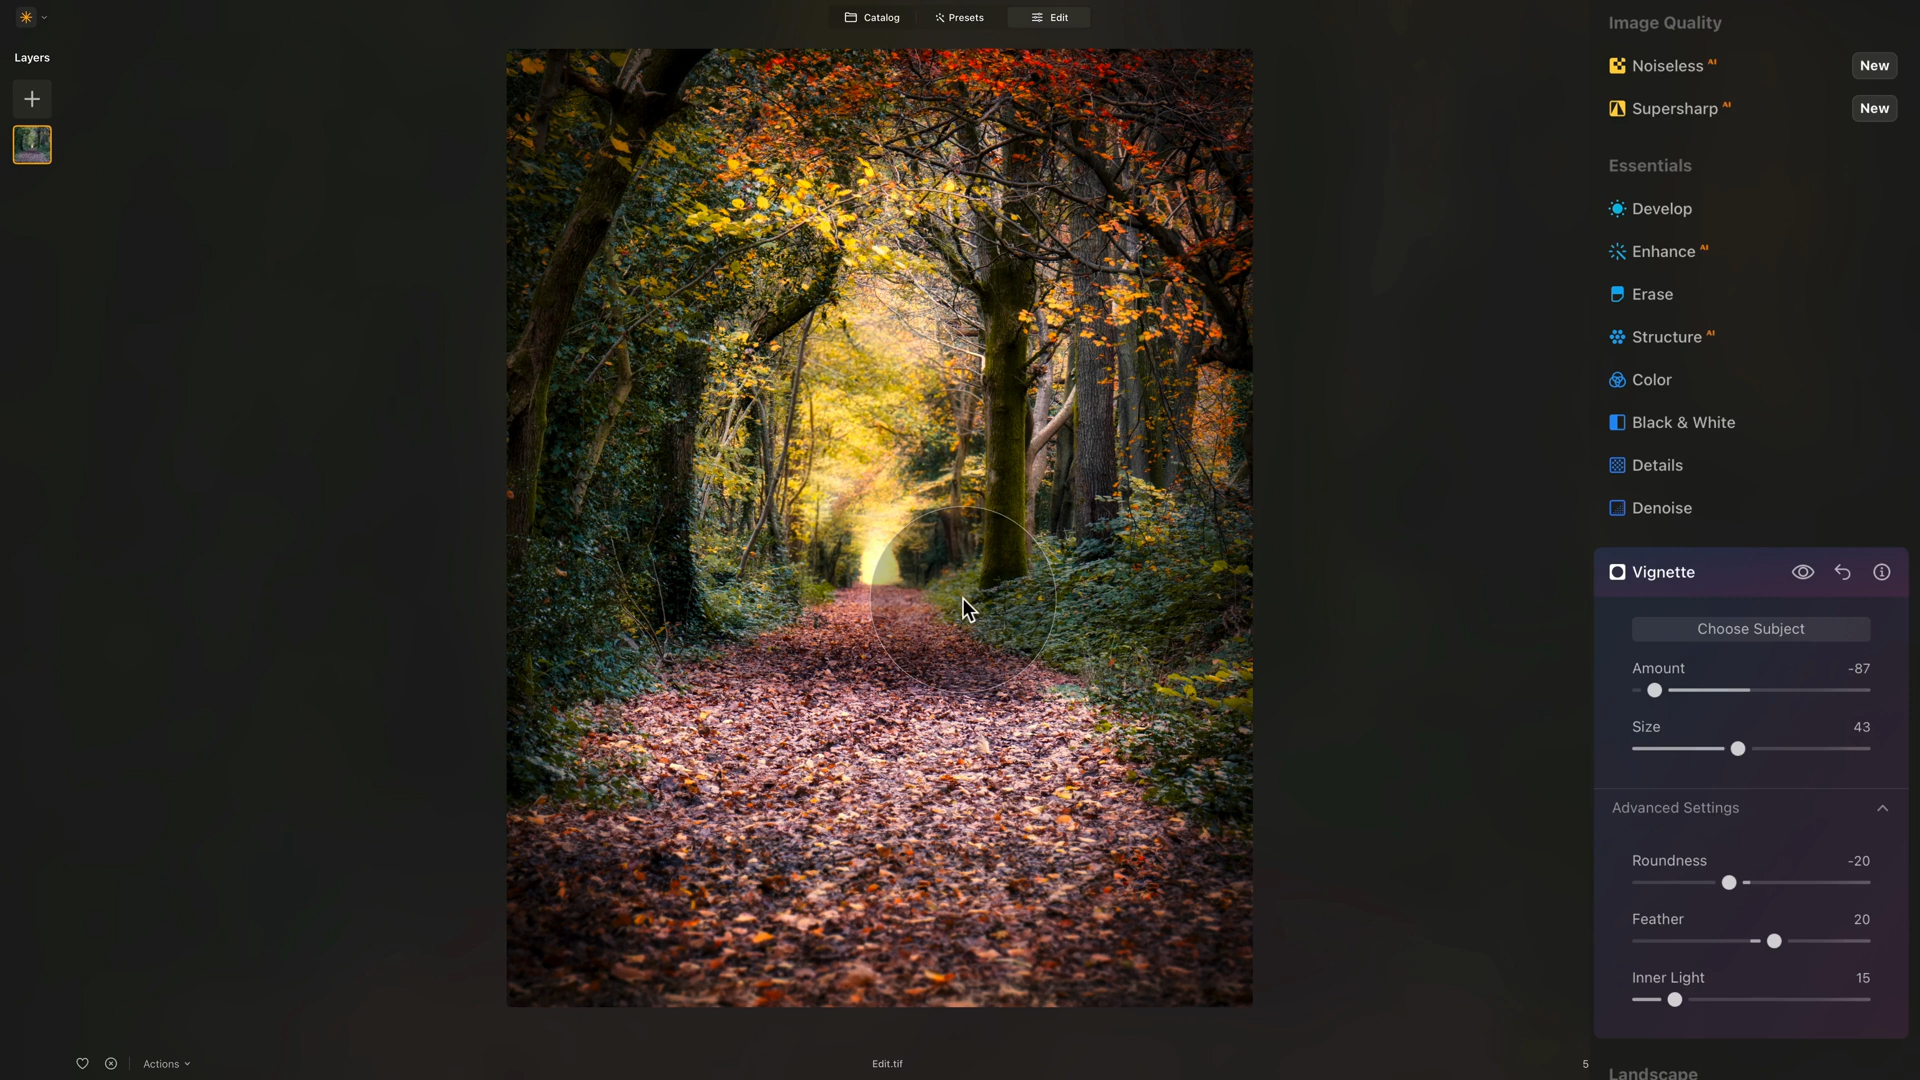 Catalog
Presets
Edit
Layers
Image Quality
Noiseless AI
New
Supersharp AI
New
Essentials
Develop
Enhance AI
Erase
Structure AI
Color
Black & White
Details
Denoise
Vignette
Choose Subject
Amount -87
Size 43
Advanced Settings
Roundness -20
Feather 20
Inner Light 15
Landscape
Actions
Edit.tif
5